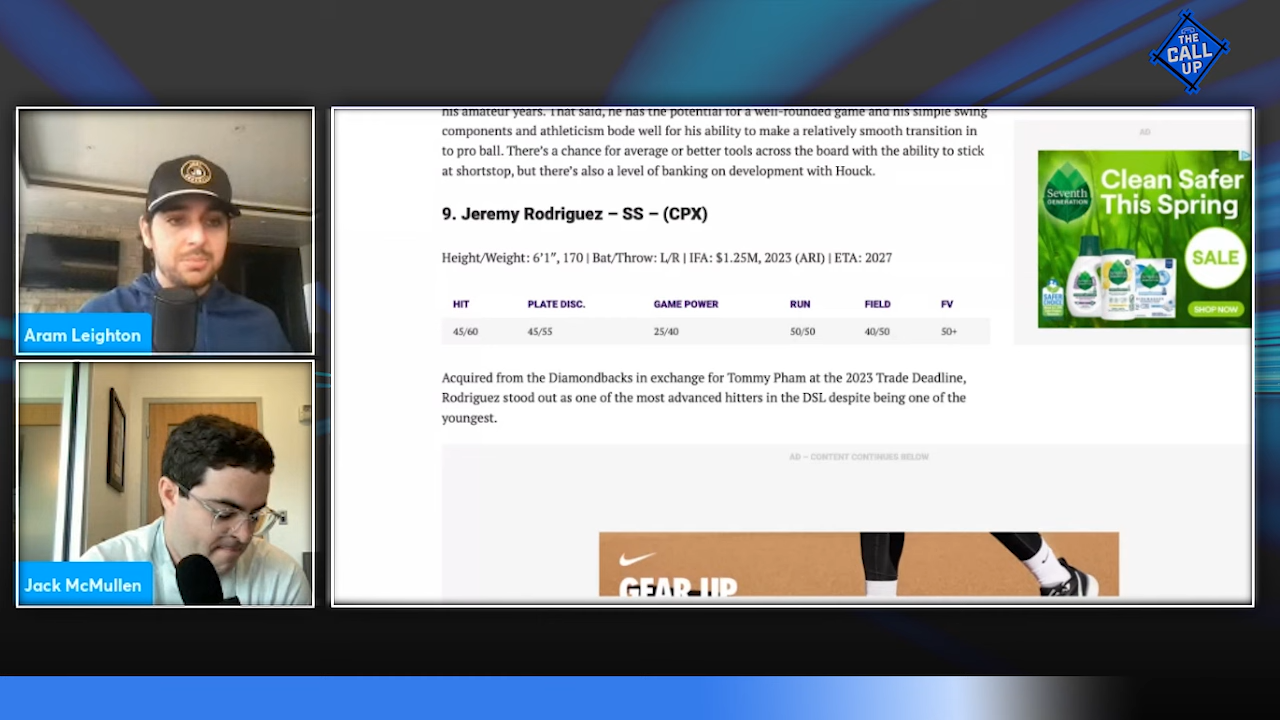 THE
CALL
UP
his amateur years. That said, he has the potential for a well-rounded game and his simple swing
components and athleticism bode well for his ability to make a relatively smooth transition in
to pro ball. There's a chance for average or better tools across the board with the ability to stick
at shortstop, but there's also a level of banking on development with Houck.
9. Jeremy Rodriguez – SS – (CPX)
Height/Weight: 6'1", 170 | Bat/Throw: L/R | IFA: $1.25M, 2023 (ARI) | ETA: 2027
HIT PLATE DISC. GAME POWER RUN FIELD FV
45/60 45/55 25/40 50/50 40/50 50+
Acquired from the Diamondbacks in exchange for Tommy Pham at the 2023 Trade Deadline,
Rodriguez stood out as one of the most advanced hitters in the DSL despite being one of the
youngest.
AD – CONTENT CONTINUES BELOW
GEAR UP
AD
Seventh
GENERATION
Clean Safer
This Spring
SALE
SHOP NOW
Aram Leighton
Jack McMullen